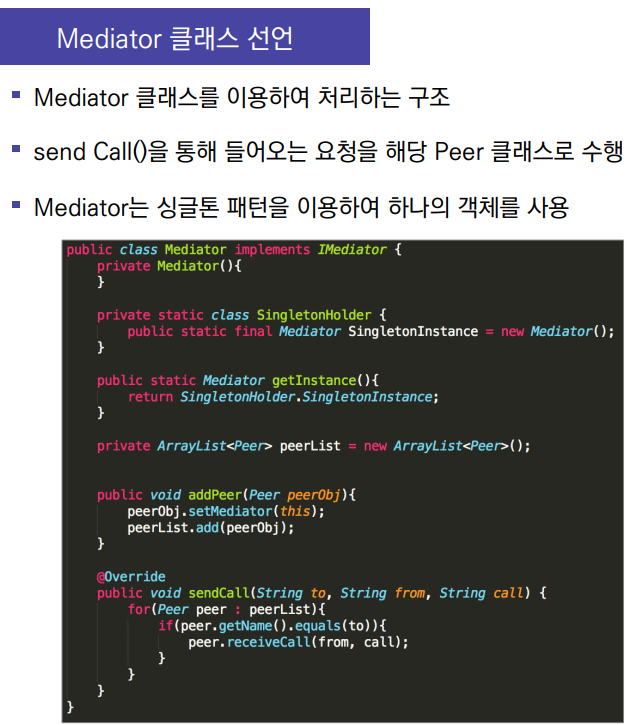 Mediator 클래스 선언
Mediator 클래스를 이용하여 처리하는 구조
send Call()을 통해 들어오는 요청을 해당 Peer 클래스로 수행
Mediator는 싱글톤 패턴을 이용하여 하나의 객체를 사용
public class Mediator implements IMediator {
    private Mediator(){
    }
    private static class SingletonHolder {
        public static final Mediator SingletonInstance = new Mediator();
    }
    public static Mediator getInstance(){
        return SingletonHolder.SingletonInstance;
    }
    private ArrayList<Peer> peerList = new ArrayList<Peer>();
    public void addPeer(Peer peerObj){
        peerObj.setMediator(this);
        peerList.add(peerObj);
    }
    @Override
    public void sendCall(String to, String from, String call) {
        for(Peer peer : peerList){
            if(peer.getName().equals(to)){
                peer.receiveCall(from, call);
            }
        }
    }
}